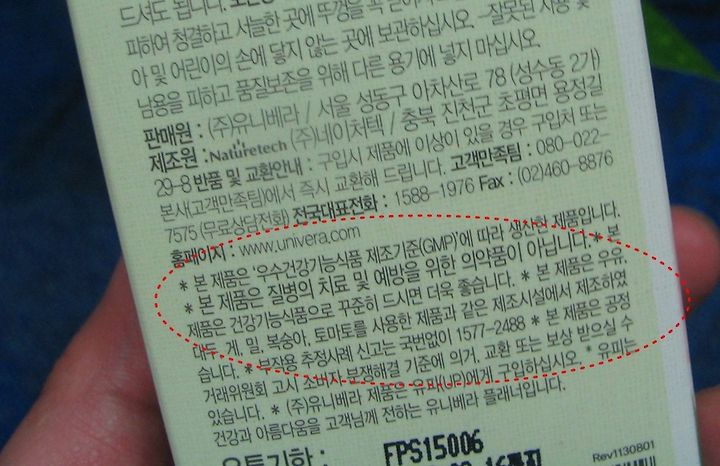 드셔도 됩니다.
피하여 청결하고 서늘한 곳에 뚜껑을 곳에 보관하십시오. -잘못된 사용 및
아 및 어린이의 손에 닿지 않는 곳에 보관하십시오.
남용을 피하고 품질보존을 위해 다른 용기에 넣지 마십시오.
판매원 : (주)유니베라 / 서울 성동구 아차산로 78 (성수동 2가)
제조원 : Naturetech (주)네이처텍 / 충북 진천군 초평면 용정길
29-8 반품 및 교환안내 : 구입시 제품에 이상이 있을 경우 구입처 또는
본사(고객만족팀)에서 즉시 교환해 드립니다. 고객만족팀 : 080-022-
7575 (무료상담전화) 전국대표전화 : 1588-1976 Fax : (02)460-8876
홈페이지 : www.univera.com
* 본 제품은 '우수건강기능식품 제조기준(GMP)'에 따라 생산한 제품입니다.
* 본 제품은 질병의 치료 및 예방을 위한 의약품이 아닙니다. * 본
제품은 건강기능식품으로 꾸준히 드시면 더욱 좋습니다. * 본 제품은 우유,
대두, 게, 밀, 복숭아, 토마토를 사용한 제품과 같은 제조시설에서 제조하였
습니다. * 부작용 추정사례 신고는 국번없이 1577-2488 * 본 제품은 공정
거래위원회 고시 소비자 분쟁해결 기준에 의거, 교환 또는 보상 받으실 수
있습니다. * (주)유니베라 제품은 유피(UP)에게 구입하십시오. * 유피는
건강과 아름다움을 고객님께 전하는 유니베라 플래너입니다.
유통기한 : FPS15006
Rev1130801